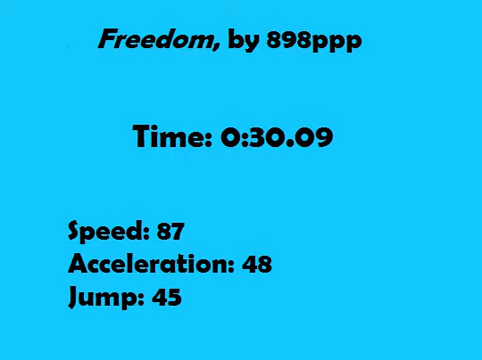 Freedom, by 898ppp
Time: 0:30.09
Speed: 87
Acceleration: 48
Jump: 45